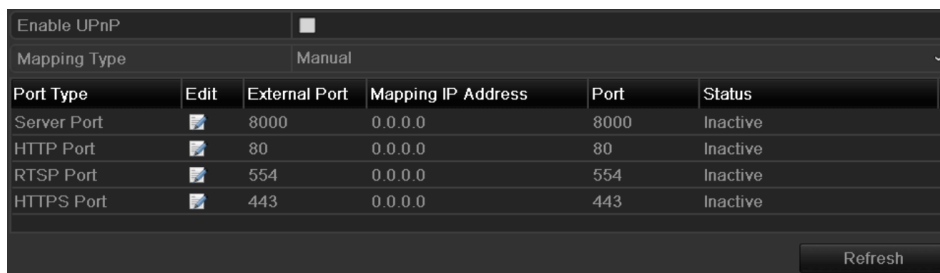 Enable UPnP
Mapping Type Manual
Port Type Edit External Port Mapping IP Address Port Status
Server Port 8000 0.0.0.0 8000 Inactive
HTTP Port 80 0.0.0.0 80 Inactive
RTSP Port 554 0.0.0.0 554 Inactive
HTTPS Port 443 0.0.0.0 443 Inactive
Refresh